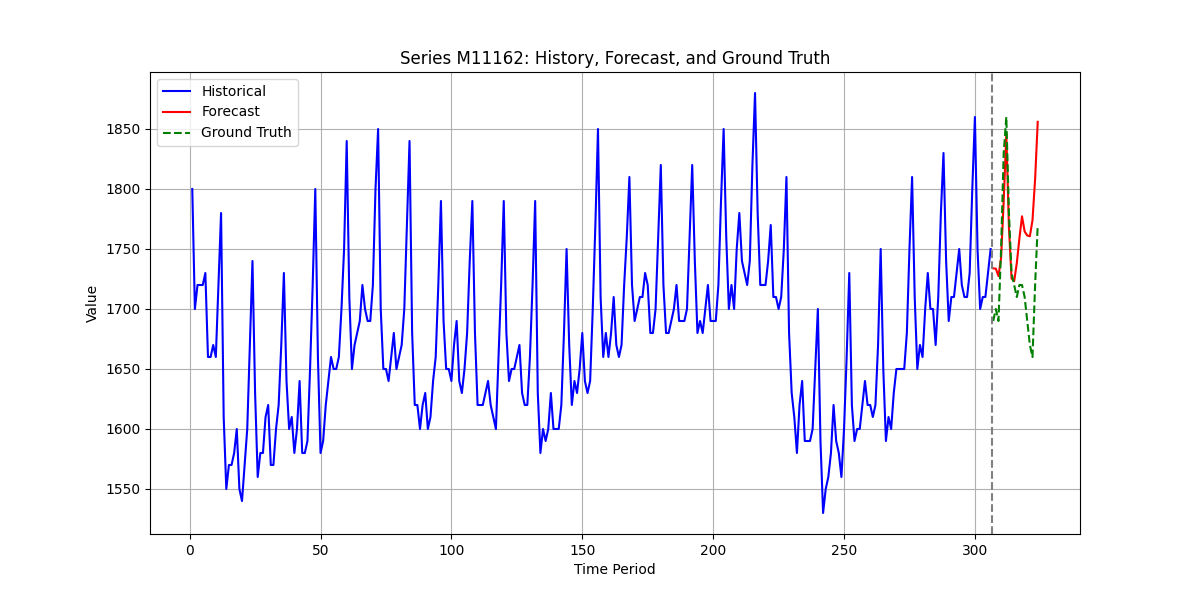 Series M11162: History, Forecast, and Ground Truth
Historical
Forecast
Ground Truth
Value
1850
1800
1750
1700
1650
1600
1550
0 50 100 150 200 250 300
Time Period